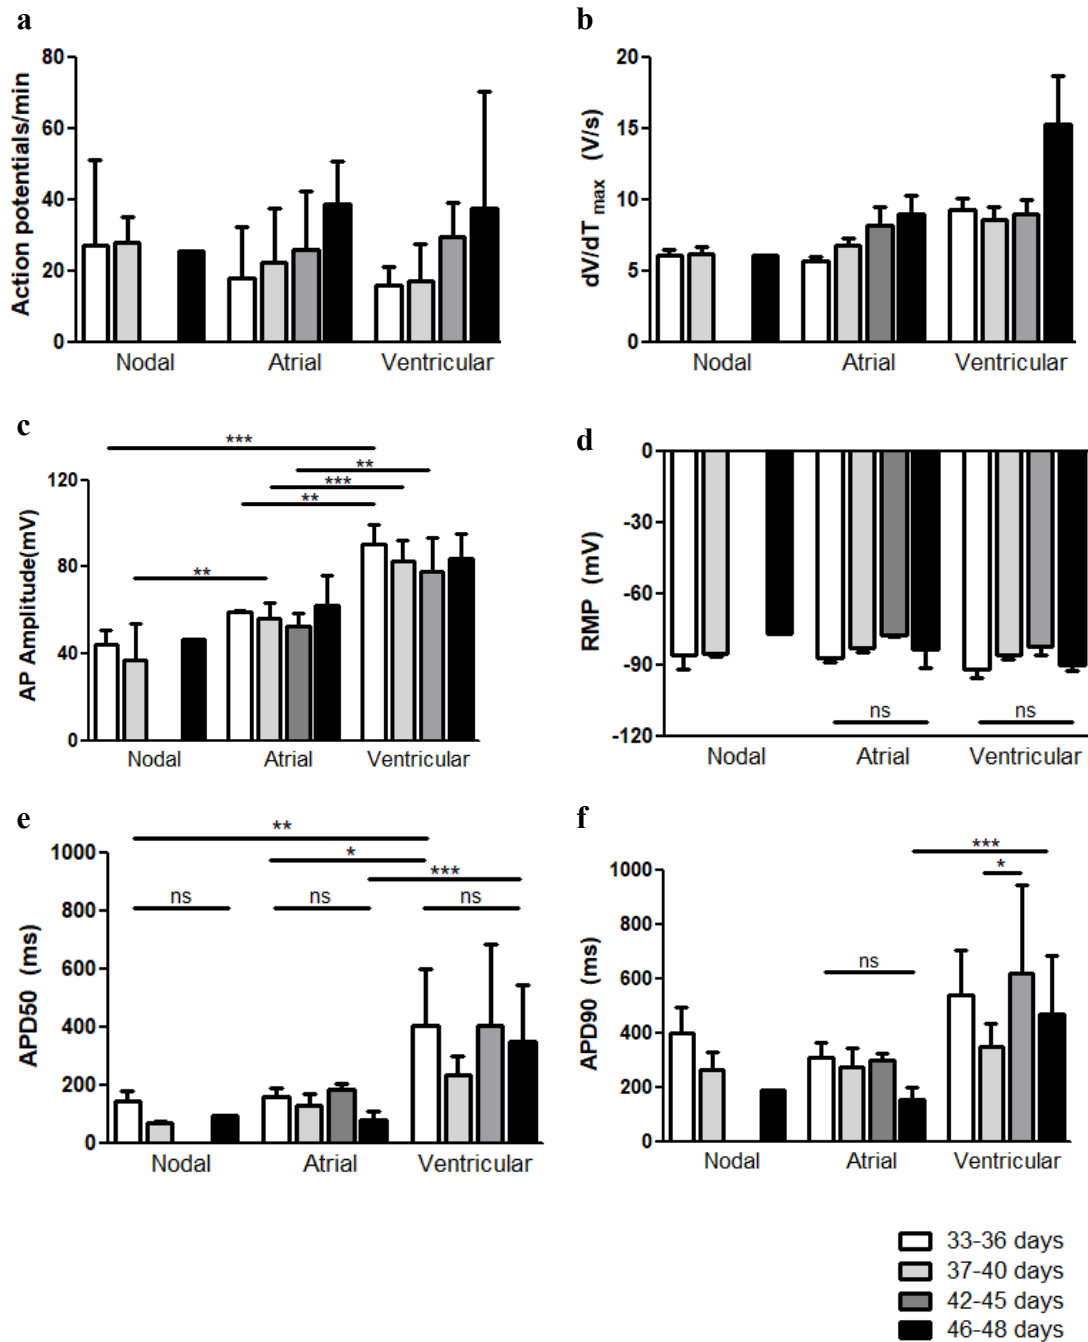 a
Action potentials/min
80
60
40
20
0
Nodal Atrial Ventricular
b
dV/dT max (V/s)
20
15
10
5
0
Nodal Atrial Ventricular
c
AP Amplitude(mV)
***
**
***
**
**
120
80
40
0
Nodal Atrial Ventricular
d
RMP (mV)
0
-30
-60
-90
-120
ns ns
Nodal Atrial Ventricular
e
APD50 (ms)
**
*
***
ns ns ns
1000
800
600
400
200
0
Nodal Atrial Ventricular
f
APD90 (ms)
***
*
ns
1000
800
600
400
200
0
Nodal Atrial Ventricular
33-36 days
37-40 days
42-45 days
46-48 days